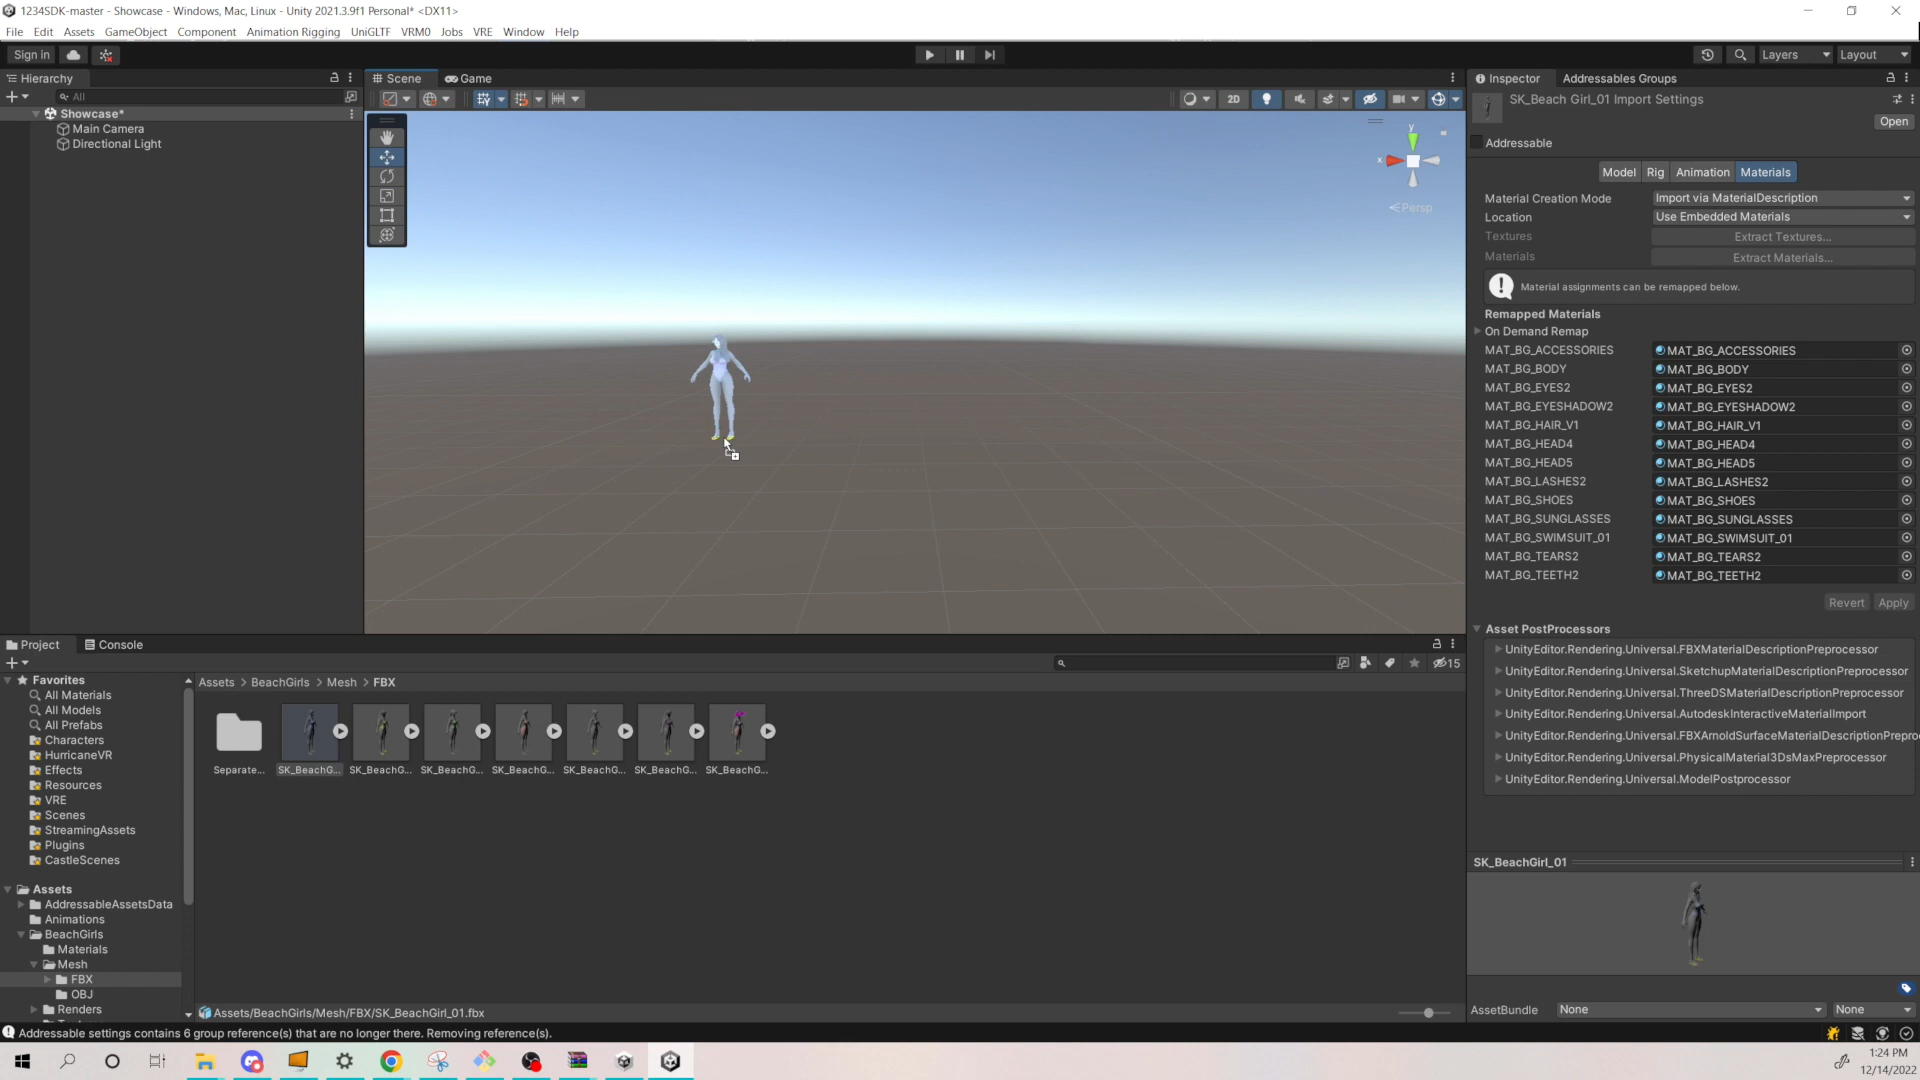 1234SDK-master - Showcase - Windows, Mac, Linux - Unity 2021.3.9f1 Personal* <DX11>
File Edit Assets GameObject Component Animation Rigging UniGLTF VRM0 Jobs VRE Window Help
Sign in
Layers
Layout
Hierarchy
Scene
Game
Inspector
Addressables Groups
All
2D
SK_Beach Girl_01 Import Settings
Open
Showcase*
Main Camera
Directional Light
y
x
Persp
Addressable
Model Rig Animation Materials
Material Creation Mode Import via MaterialDescription
Location Use Embedded Materials
Textures Extract Textures...
Materials Extract Materials...
Material assignments can be remapped below.
Remapped Materials
On Demand Remap
MAT_BG_ACCESSORIES MAT_BG_ACCESSORIES
MAT_BG_BODY MAT_BG_BODY
MAT_BG_EYES2 MAT_BG_EYES2
MAT_BG_EYESHADOW2 MAT_BG_EYESHADOW2
MAT_BG_HAIR_V1 MAT_BG_HAIR_V1
MAT_BG_HEAD4 MAT_BG_HEAD4
MAT_BG_HEAD5 MAT_BG_HEAD5
MAT_BG_LASHES2 MAT_BG_LASHES2
MAT_BG_SHOES MAT_BG_SHOES
MAT_BG_SUNGLASSES MAT_BG_SUNGLASSES
MAT_BG_SWIMSUIT_01 MAT_BG_SWIMSUIT_01
MAT_BG_TEARS2 MAT_BG_TEARS2
MAT_BG_TEETH2 MAT_BG_TEETH2
Revert Apply
Asset PostProcessors
UnityEditor.Rendering.Universal.FBXMaterialDescriptionPreprocessor
UnityEditor.Rendering.Universal.SketchupMaterialDescriptionPreprocessor
UnityEditor.Rendering.Universal.ThreeDSMaterialDescriptionPreprocessor
UnityEditor.Rendering.Universal.AutodeskInteractiveMaterialImport
UnityEditor.Rendering.Universal.FBXArnoldSurfaceMaterialDescriptionPrepro
UnityEditor.Rendering.Universal.PhysicalMaterial3DsMaxPreprocessor
UnityEditor.Rendering.Universal.ModelPostprocessor
SK_BeachGirl_01
AssetBundle None None
Project
Console
15
Favorites
All Materials
All Models
All Prefabs
Characters
HurricaneVR
Effects
Resources
VRE
Scenes
StreamingAssets
Plugins
CastleScenes
Assets
AddressableAssetsData
Animations
BeachGirls
Materials
Mesh
FBX
OBJ
Renders
Assets > BeachGirls > Mesh > FBX
Separate... SK_BeachG... SK_BeachG... SK_BeachG... SK_BeachG... SK_BeachG... SK_BeachG... SK_BeachG...
Assets/BeachGirls/Mesh/FBX/SK_BeachGirl_01.fbx
Addressable settings contains 6 group reference(s) that are no longer there. Removing reference(s).
1:24 PM
12/14/2022